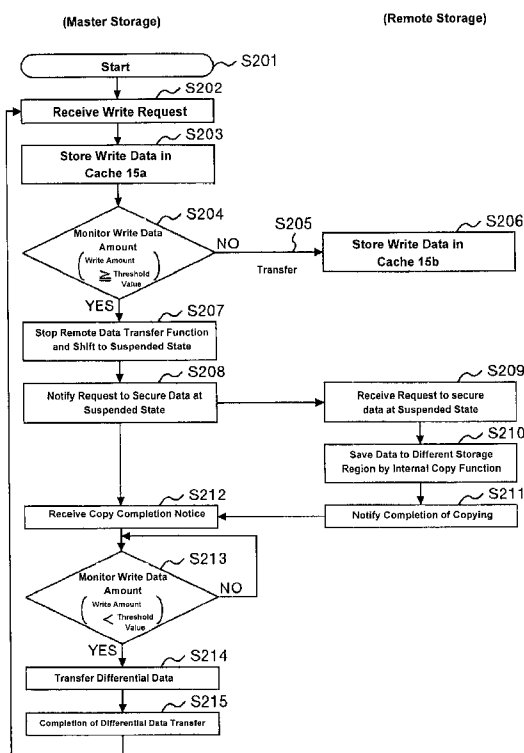 (Master Storage)
(Remote Storage)
Start
S201
S202
Receive Write Request
S203
Store Write Data in
Cache 15a
S204
Monitor Write Data
Amount
Write Amount
≧ Threshold
Value
NO
S205
Transfer
S206
Store Write Data in
Cache 15b
YES
S207
Stop Remote Data Transfer Function
and Shift to Suspended State
S208
Notify Request to Secure Data at
Suspended State
S209
Receive Request to secure
data at Suspended State
S210
Save Data to Different Storage
Region by Internal Copy Function
S211
Notify Completion of Copying
S212
Receive Copy Completion Notice
S213
Monitor Write Data
Amount
Write Amount
< Threshold
Value
NO
YES
S214
Transfer Differential Data
S215
Completion of Differential Data Transfer